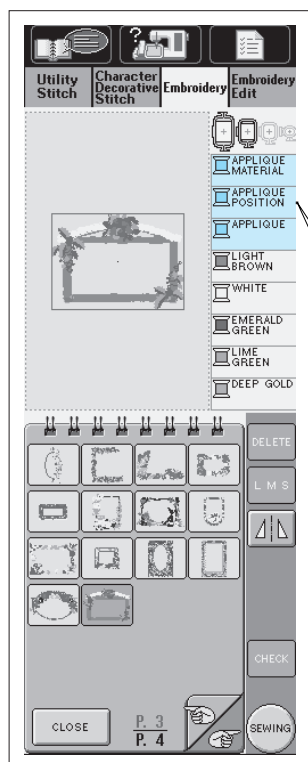 Utility
Stitch
Character
Decorative
Stitch
Embroidery
Embroidery
Edit
APPLIQUE
MATERIAL
APPLIQUE
POSITION
APPLIQUE
LIGHT
BROWN
WHITE
EMERALD
GREEN
LIME
GREEN
DEEP GOLD
DELETE
L M S
CHECK
CLOSE
P. 3
P. 4
SEWING